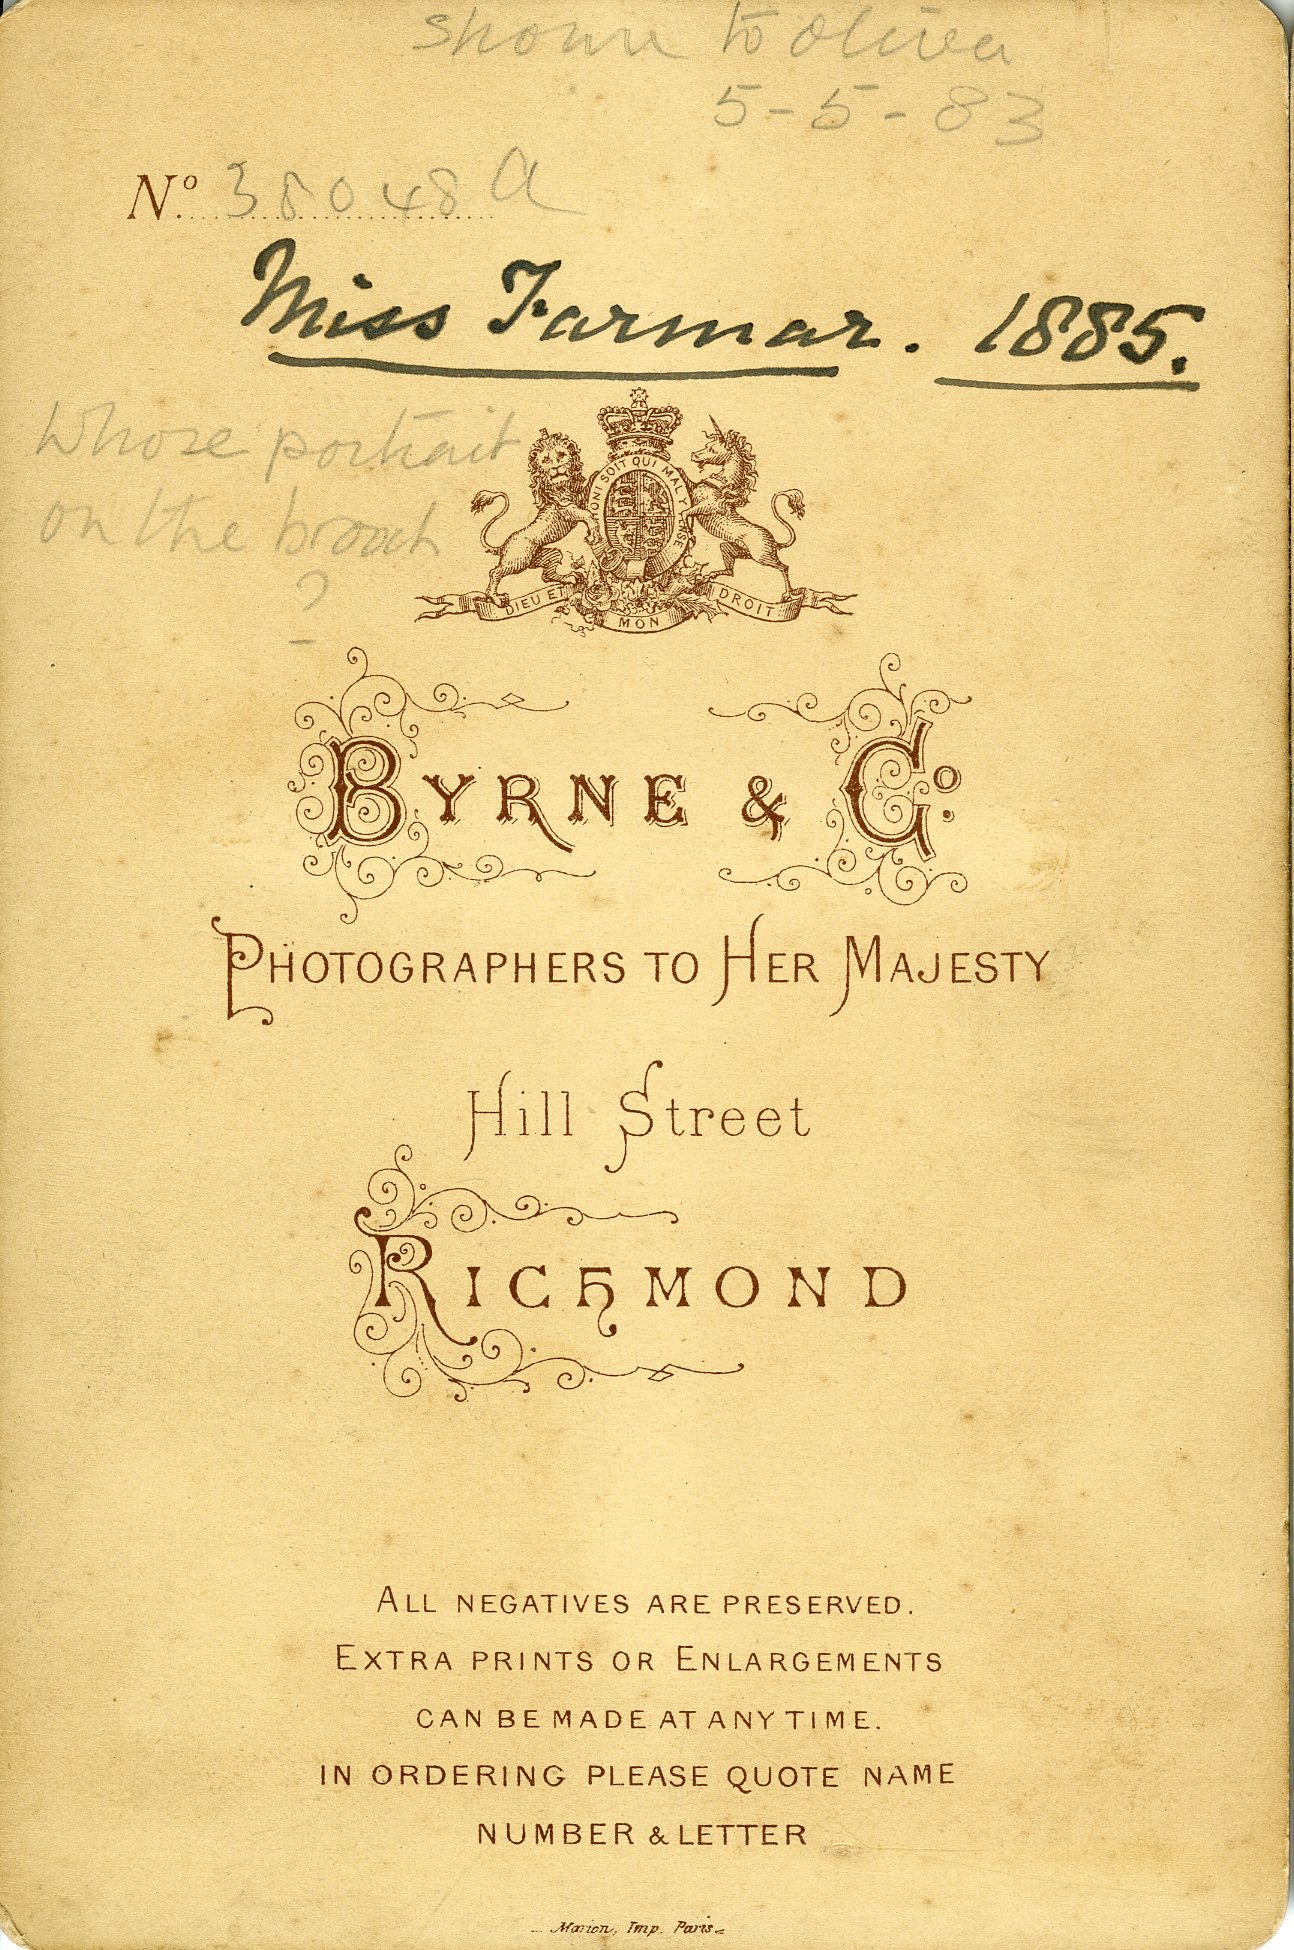 shown to Oliver
5-5-83
Nº 38048 a
Miss Farmar. 1885.
Whose portrait
on the brooch
?
HONI SOIT QUI MAL Y PENSE
DIEU ET MON DROIT
BYRNE & Cº.
PHOTOGRAPHERS TO HER MAJESTY
Hill Street
RICHMOND
ALL NEGATIVES ARE PRESERVED.
EXTRA PRINTS OR ENLARGEMENTS
CAN BE MADE AT ANY TIME.
IN ORDERING PLEASE QUOTE NAME
NUMBER & LETTER
Marion, Imp. Paris